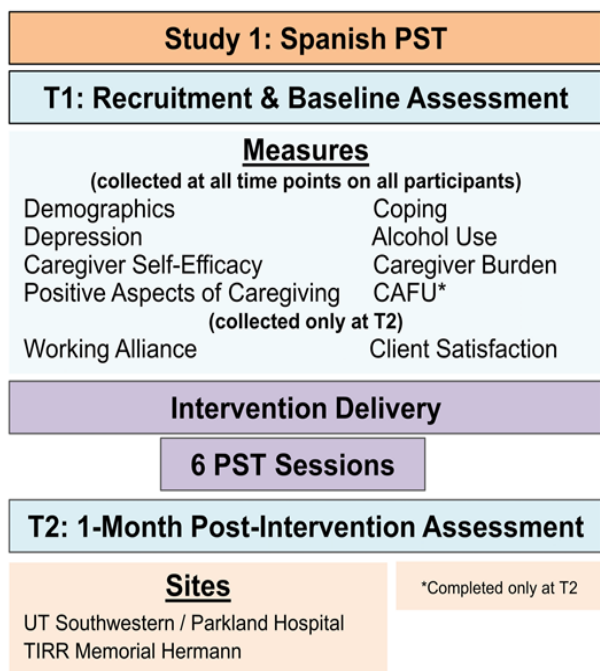 Study 1: Spanish PST
T1: Recruitment & Baseline Assessment
Measures
(collected at all time points on all participants)
Demographics Coping
Depression Alcohol Use
Caregiver Self-Efficacy Caregiver Burden
Positive Aspects of Caregiving CAFU*
(collected only at T2)
Working Alliance Client Satisfaction
Intervention Delivery
6 PST Sessions
T2: 1-Month Post-Intervention Assessment
Sites
UT Southwestern / Parkland Hospital
TIRR Memorial Hermann
*Completed only at T2